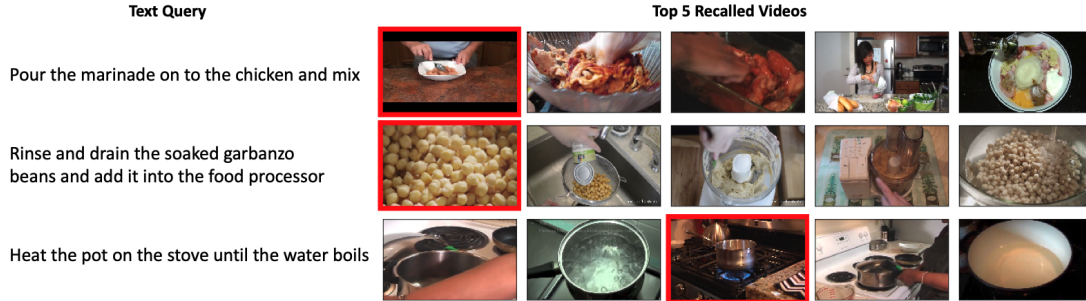 Text Query
Top 5 Recalled Videos
Pour the marinade on to the chicken and mix
Rinse and drain the soaked garbanzo
beans and add it into the food processor
Heat the pot on the stove until the water boils